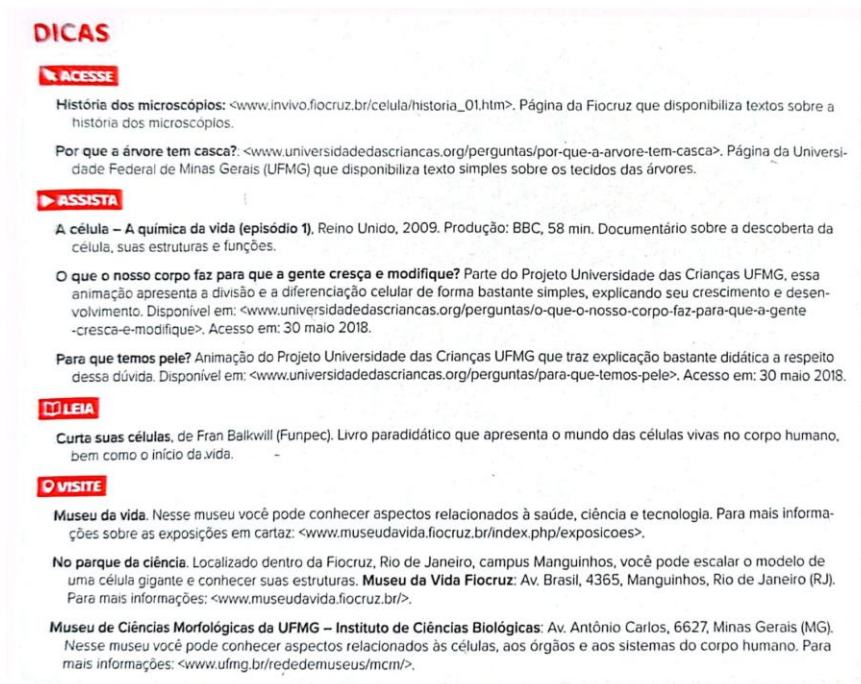 DICAS
ACESSE
História dos microscópios: <www.invivo.fiocruz.br/celula/historia_01.htm>. Página da Fiocruz que disponibiliza textos sobre a
história dos microscópios.
Por que a árvore tem casca?: <www.universidadedascriancas.org/perguntas/por-que-a-arvore-tem-casca>. Página da Universi-
dade Federal de Minas Gerais (UFMG) que disponibiliza texto simples sobre os tecidos das árvores.
ASSISTA
A célula – A química da vida (episódio 1), Reino Unido, 2009. Produção: BBC, 58 min. Documentário sobre a descoberta da
célula, suas estruturas e funções.
O que o nosso corpo faz para que a gente cresça e modifique? Parte do Projeto Universidade das Crianças UFMG, essa
animação apresenta a divisão e a diferenciação celular de forma bastante simples, explicando seu crescimento e desen-
volvimento. Disponível em: <www.universidadedascriancas.org/perguntas/o-que-o-nosso-corpo-faz-para-que-a-gente
-cresca-e-modifique>. Acesso em: 30 maio 2018.
Para que temos pele? Animação do Projeto Universidade das Crianças UFMG que traz explicação bastante didática a respeito
dessa dúvida. Disponível em: <www.universidadedascriancas.org/perguntas/para-que-temos-pele>. Acesso em: 30 maio 2018.
LEIA
Curta suas células, de Fran Balkwill (Funpec). Livro paradidático que apresenta o mundo das células vivas no corpo humano,
bem como o início da vida.
VISITE
Museu da vida. Nesse museu você pode conhecer aspectos relacionados à saúde, ciência e tecnologia. Para mais informa-
ções sobre as exposições em cartaz: <www.museudavida.fiocruz.br/index.php/exposicoes>.
No parque da ciência. Localizado dentro da Fiocruz, Rio de Janeiro, campus Manguinhos, você pode escalar o modelo de
uma célula gigante e conhecer suas estruturas. Museu da Vida Fiocruz: Av. Brasil, 4365, Manguinhos, Rio de Janeiro (RJ).
Para mais informações: <www.museudavida.fiocruz.br/>.
Museu de Ciências Morfológicas da UFMG – Instituto de Ciências Biológicas: Av. Antônio Carlos, 6627, Minas Gerais (MG).
Nesse museu você pode conhecer aspectos relacionados às células, aos órgãos e aos sistemas do corpo humano. Para
mais informações: <www.ufmg.br/rededemuseus/mcm/>.